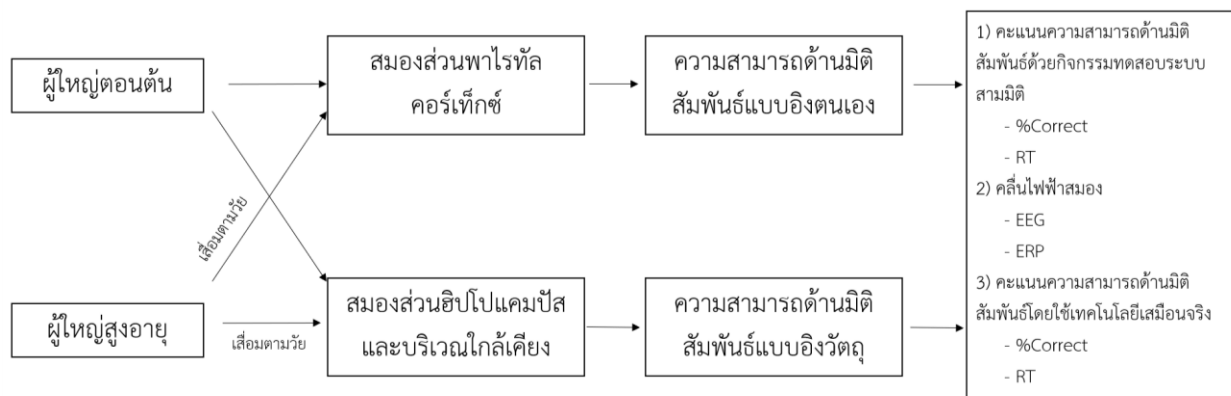 ผู้ใหญ่ตอนต้น
สมองส่วนพาไรทัล
คอร์เท็กซ์
ความสามารถด้านมิติ
สัมพันธ์แบบอิงตนเอง
เสื่อมตามวัย
ผู้ใหญ่สูงอายุ
เสื่อมตามวัย
สมองส่วนฮิปโปแคมปัส
และบริเวณใกล้เคียง
ความสามารถด้านมิติ
สัมพันธ์แบบอิงวัตถุ
1) คะแนนความสามารถด้านมิติ
สัมพันธ์ด้วยกิจกรรมทดสอบระบบ
สามมิติ
- %Correct
- RT
2) คลื่นไฟฟ้าสมอง
- EEG
- ERP
3) คะแนนความสามารถด้านมิติ
สัมพันธ์โดยใช้เทคโนโลยีเสมือนจริง
- %Correct
- RT